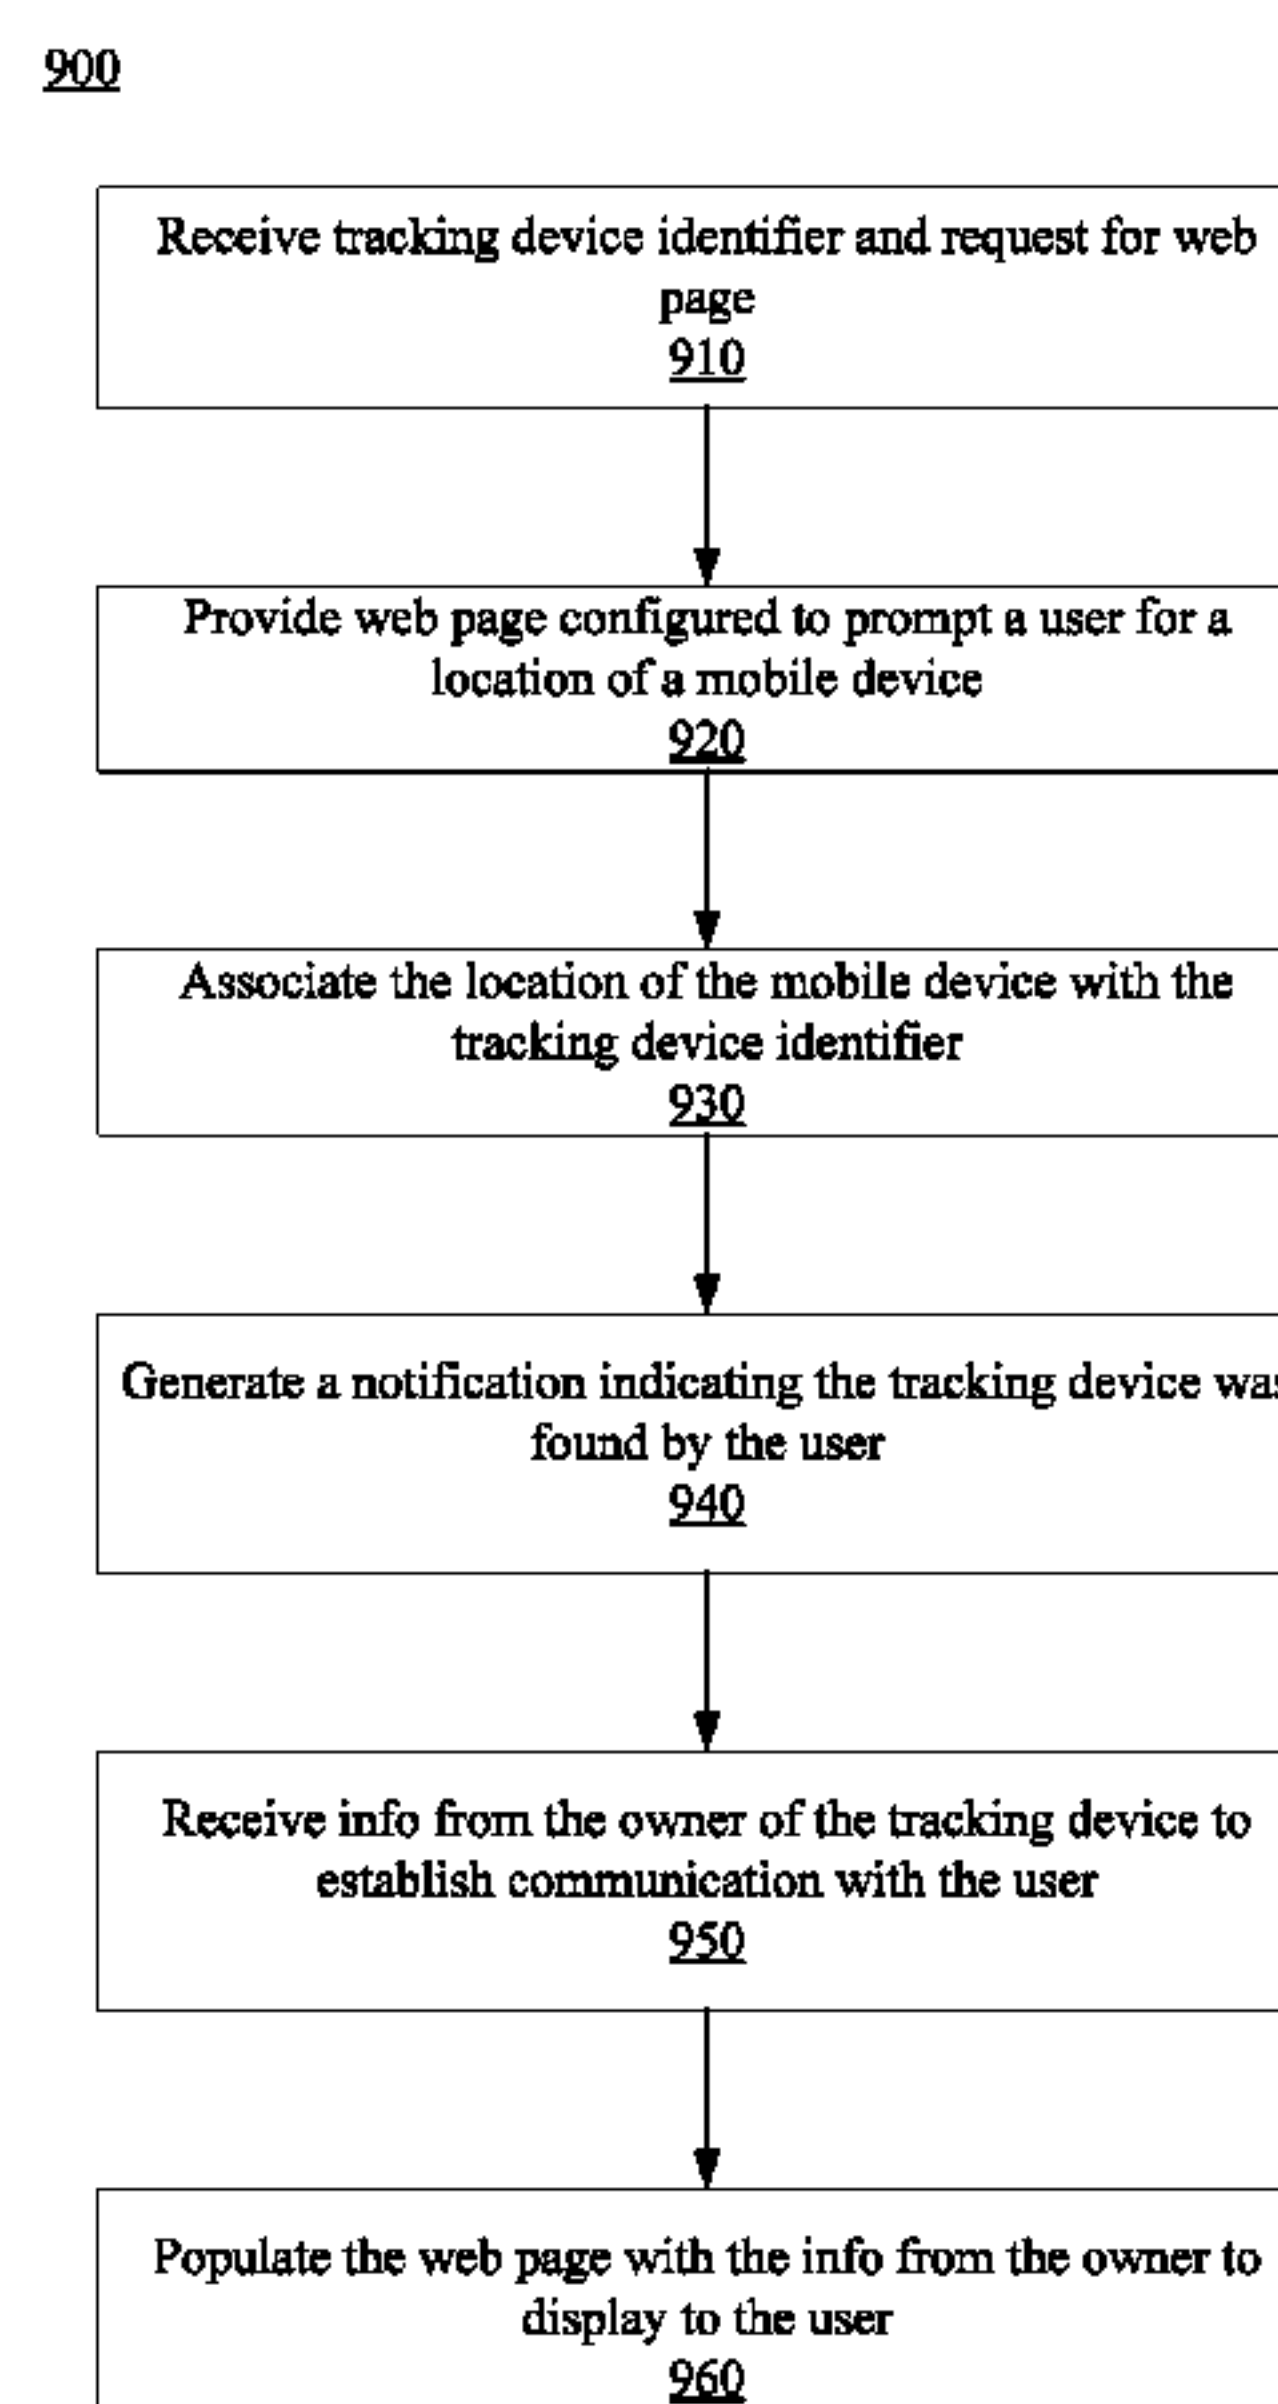 900
Receive tracking device identifier and request for web
page
910
Provide web page configured to prompt a user for a
location of a mobile device
920
Associate the location of the mobile device with the
tracking device identifier
930
Generate a notification indicating the tracking device was
found by the user
940
Receive info from the owner of the tracking device to
establish communication with the user
950
Populate the web page with the info from the owner to
display to the user
960